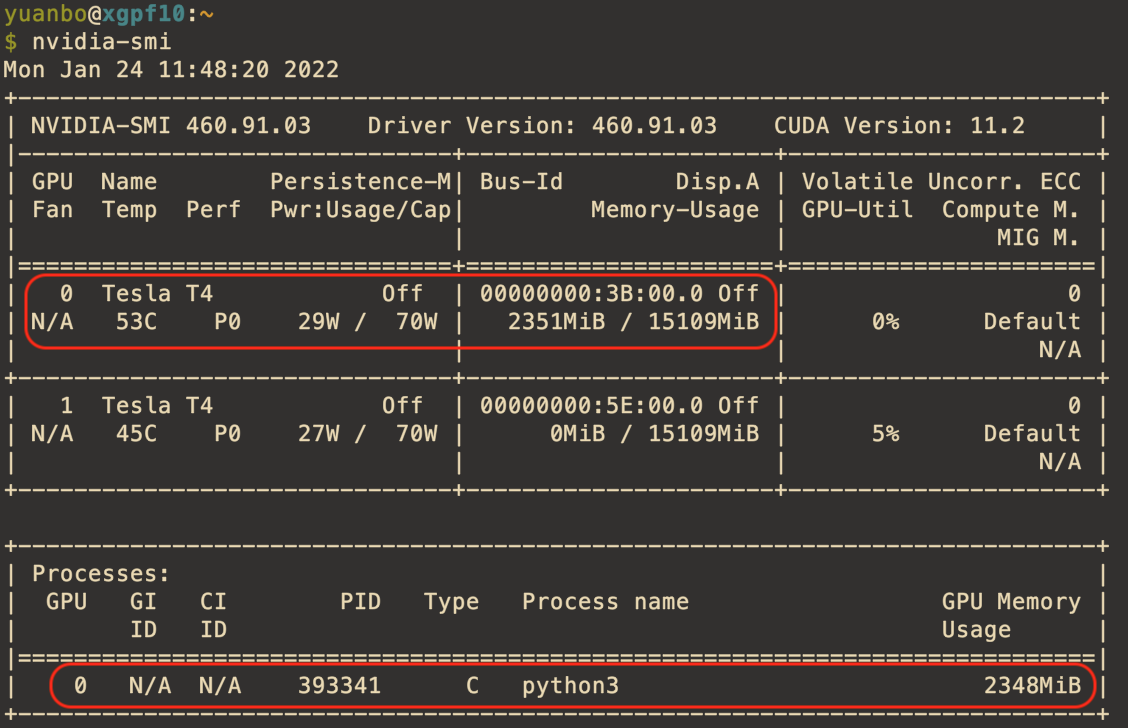 yuanbo@xgpf10:~
$ nvidia-smi
Mon Jan 24 11:48:20 2022
+-----------------------------------------------------------------------------+
| NVIDIA-SMI 460.91.03    Driver Version: 460.91.03    CUDA Version: 11.2     |
|-------------------------------+----------------------+----------------------+
| GPU  Name        Persistence-M| Bus-Id        Disp.A | Volatile Uncorr. ECC |
| Fan  Temp  Perf  Pwr:Usage/Cap|         Memory-Usage | GPU-Util  Compute M. |
|                               |                      |               MIG M. |
|===============================+======================+======================|
|   0  Tesla T4            Off  | 00000000:3B:00.0 Off |                    0 |
| N/A   53C    P0    29W /  70W |   2351MiB / 15109MiB |      0%      Default |
|                               |                      |                  N/A |
+-------------------------------+----------------------+----------------------+
|   1  Tesla T4            Off  | 00000000:5E:00.0 Off |                    0 |
| N/A   45C    P0    27W /  70W |      0MiB / 15109MiB |      5%      Default |
|                               |                      |                  N/A |
+-------------------------------+----------------------+----------------------+

+-----------------------------------------------------------------------------+
| Processes:                                                                  |
|  GPU   GI   CI        PID   Type   Process name                  GPU Memory |
|        ID   ID                                                   Usage      |
|=============================================================================|
|    0   N/A  N/A    393341      C   python3                          2348MiB |
+-----------------------------------------------------------------------------+